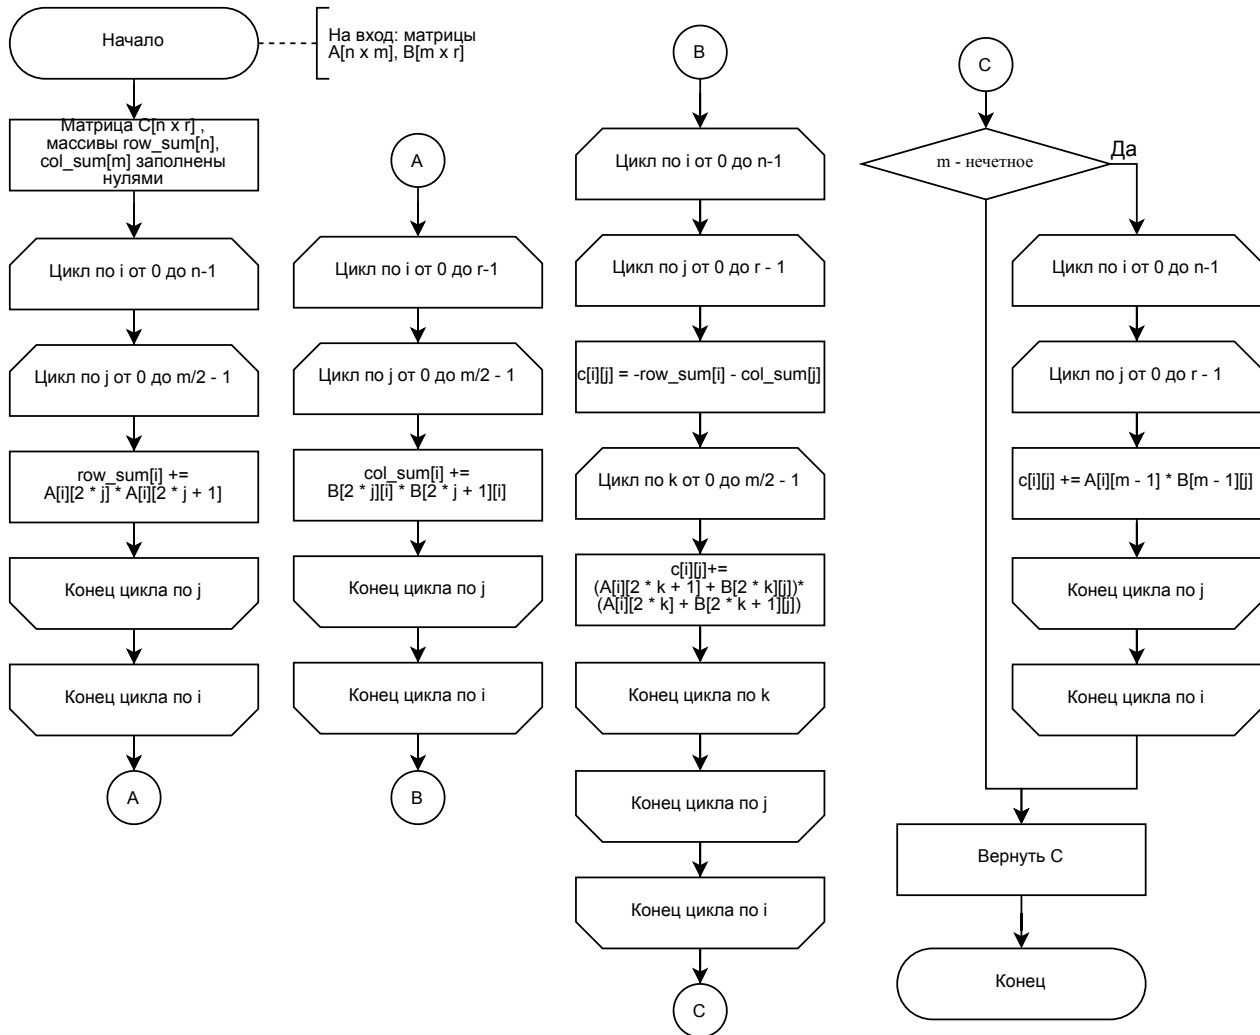 Начало
На вход: матрицы
A[n x m], B[m x r]
Матрица C[n x r] ,
массивы row_sum[n],
col_sum[m] заполнены
нулями
Цикл по i от 0 до n-1
Цикл по j от 0 до m/2 - 1
row_sum[i] +=
A[i][2 * j] * A[i][2 * j + 1]
Конец цикла по j
Конец цикла по i
A
A
Цикл по i от 0 до r-1
Цикл по j от 0 до m/2 - 1
col_sum[i] +=
B[2 * j][i] * B[2 * j + 1][i]
Конец цикла по j
Конец цикла по i
B
B
Цикл по i от 0 до n-1
Цикл по j от 0 до r - 1
c[i][j] = -row_sum[i] - col_sum[j]
Цикл по k от 0 до m/2 - 1
c[i][j]+=
(A[i][2 * k + 1] + B[2 * k][j])*
(A[i][2 * k] + B[2 * k + 1][j])
Конец цикла по k
Конец цикла по j
Конец цикла по i
C
C
m - нечетное
Да
Цикл по i от 0 до n-1
Цикл по j от 0 до r - 1
c[i][j] += A[i][m - 1] * B[m - 1][j]
Конец цикла по j
Конец цикла по i
Вернуть C
Конец